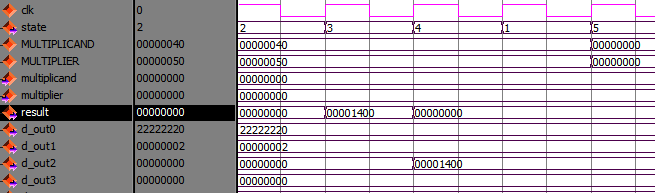 clk 0
state 2 2 3 4 1 5
MULTIPLICAND 00000040 00000040 00000000
MULTIPLIER 00000050 00000050 00000000
multiplicand 00000000 00000000
multiplier 00000000 00000000
result 00000000 00000000 00001400 00000000
d_out0 22222220 22222220
d_out1 00000002 00000002
d_out2 00000000 00000000 00001400
d_out3 00000000 00000000